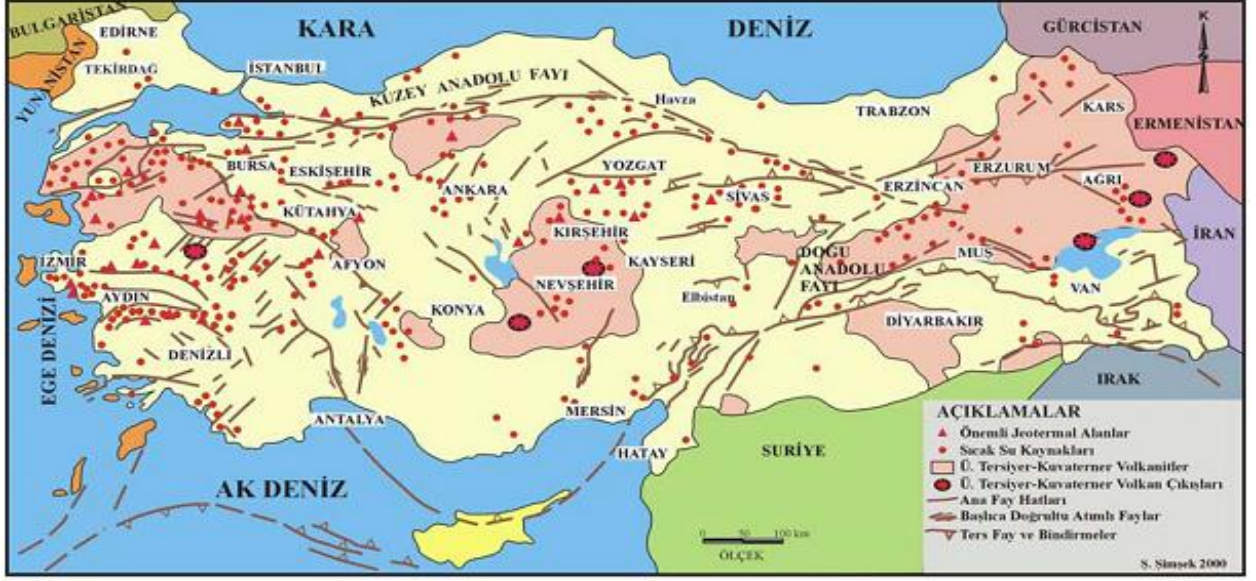 BULGARİSTAN
EDİRNE
KARA
DENİZ
GÜRCİSTAN
K
TEKİRDAĞ
İSTANBUL
YUNANİSTAN
KUZEY ANADOLU FAYI
Havza
TRABZON
KARS
ERMENİSTAN
BURSA
ESKİŞEHİR
ANKARA
YOZGAT
SİVAS
ERZİNCAN
ERZURUM
AĞRI
KÜTAHYA
KIRŞEHİR
KAYSERİ
MUŞ
İRAN
İZMİR
AFYON
DOĞU
ANADOLU
FAYI
VAN
AYDIN
KONYA
NEVŞEHİR
Elbistan
DİYARBAKIR
EGE DENİZİ
DENİZLİ
ANTALYA
MERSİN
HATAY
IRAK
SURİYE
AK DENİZ
AÇIKLAMALAR
Önemli Jeotermal Alanlar
Sıcak Su Kaynakları
Ü. Tersiyer-Kuvaterner Volkanitler
Ü. Tersiyer-Kuvaterner Volkan Çıkışları
Ana Fay Hatları
Başlıca Doğrultu Atımlı Faylar
Ters Fay ve Bindirmeler
0 50 100 km
ÖLÇEK
Ş. Şimşek 2000